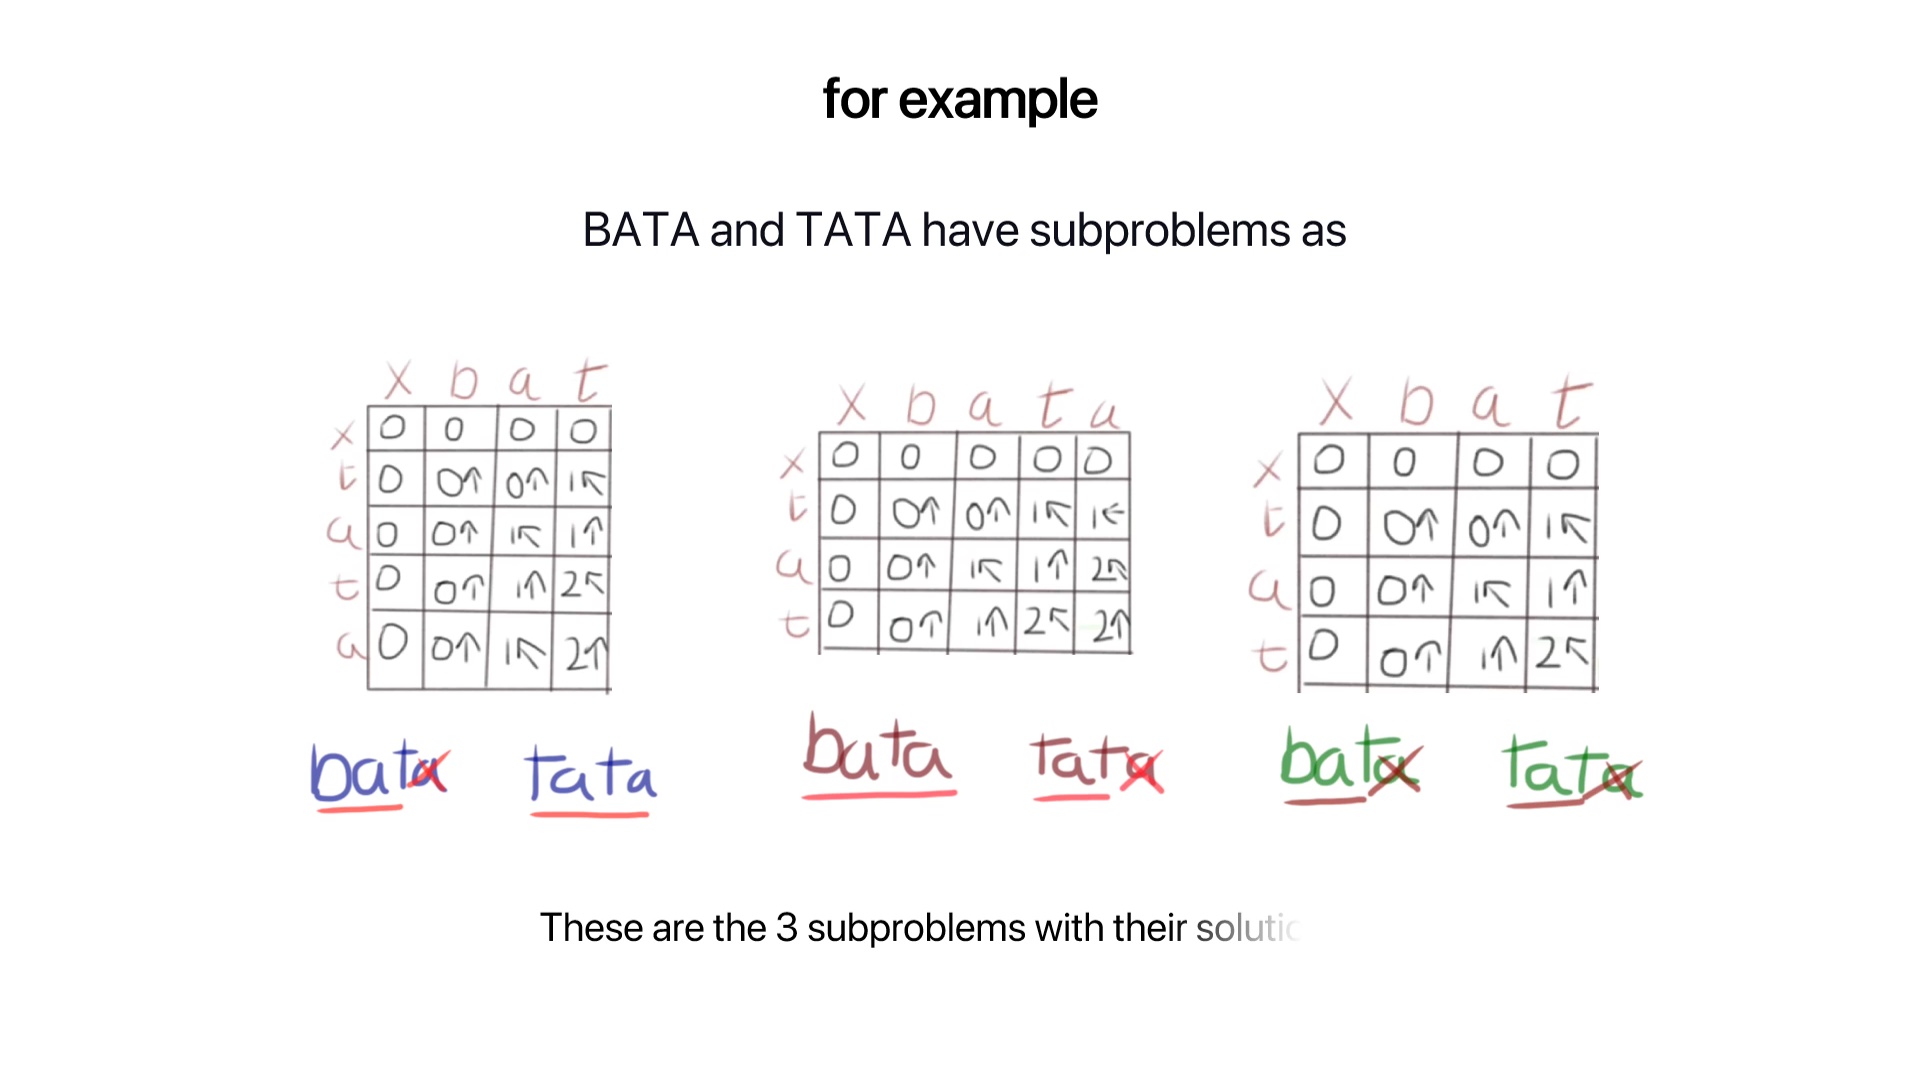 for example
BATA and TATA have subproblems as
x b a t
x 0 0 0 0
t 0 0↑ 0↑ 1↖
a 0 0↑ 1↖ 1↑
t 0 0↑ 1↑ 2↖
a 0 0↑ 1↖ 2↑
bata tata
x b a t a
x 0 0 0 0 0
t 0 0↑ 0↑ 1↖ 1←
a 0 0↑ 1↖ 1↑ 2↖
t 0 0↑ 1↑ 2↖ 2↑
bata tata
x b a t
x 0 0 0 0
t 0 0↑ 0↑ 1↖
a 0 0↑ 1↖ 1↑
t 0 0↑ 1↑ 2↖
bata tata
These are the 3 subproblems with their solutic